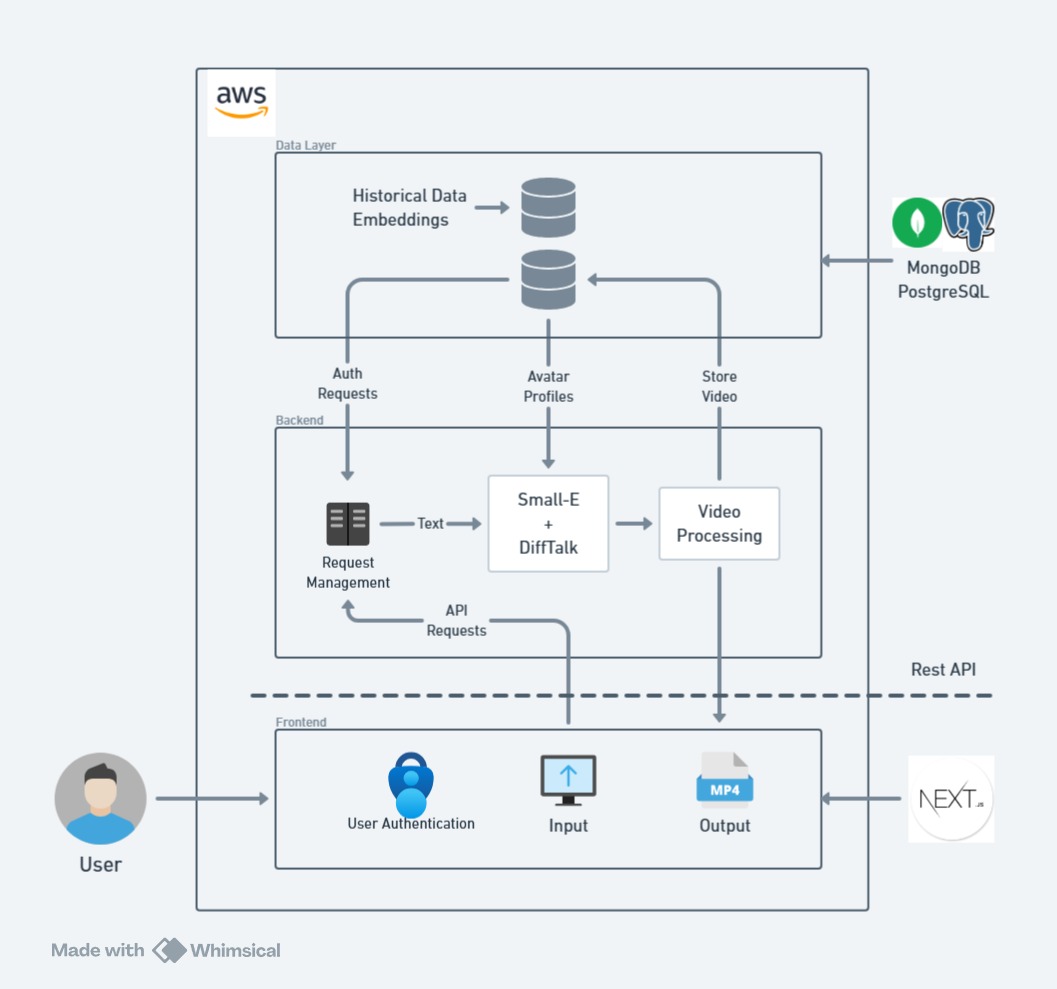 aws
Data Layer
Historical Data
Embeddings
MongoDB
PostgreSQL
Auth
Requests
Avatar
Profiles
Store
Video
Backend
Small-E
+
DiffTalk
Video
Processing
Text
Request
Management
API
Requests
Rest API
Frontend
MP4
NEXT.JS
User Authentication
Input
Output
User
Made with Whimsical